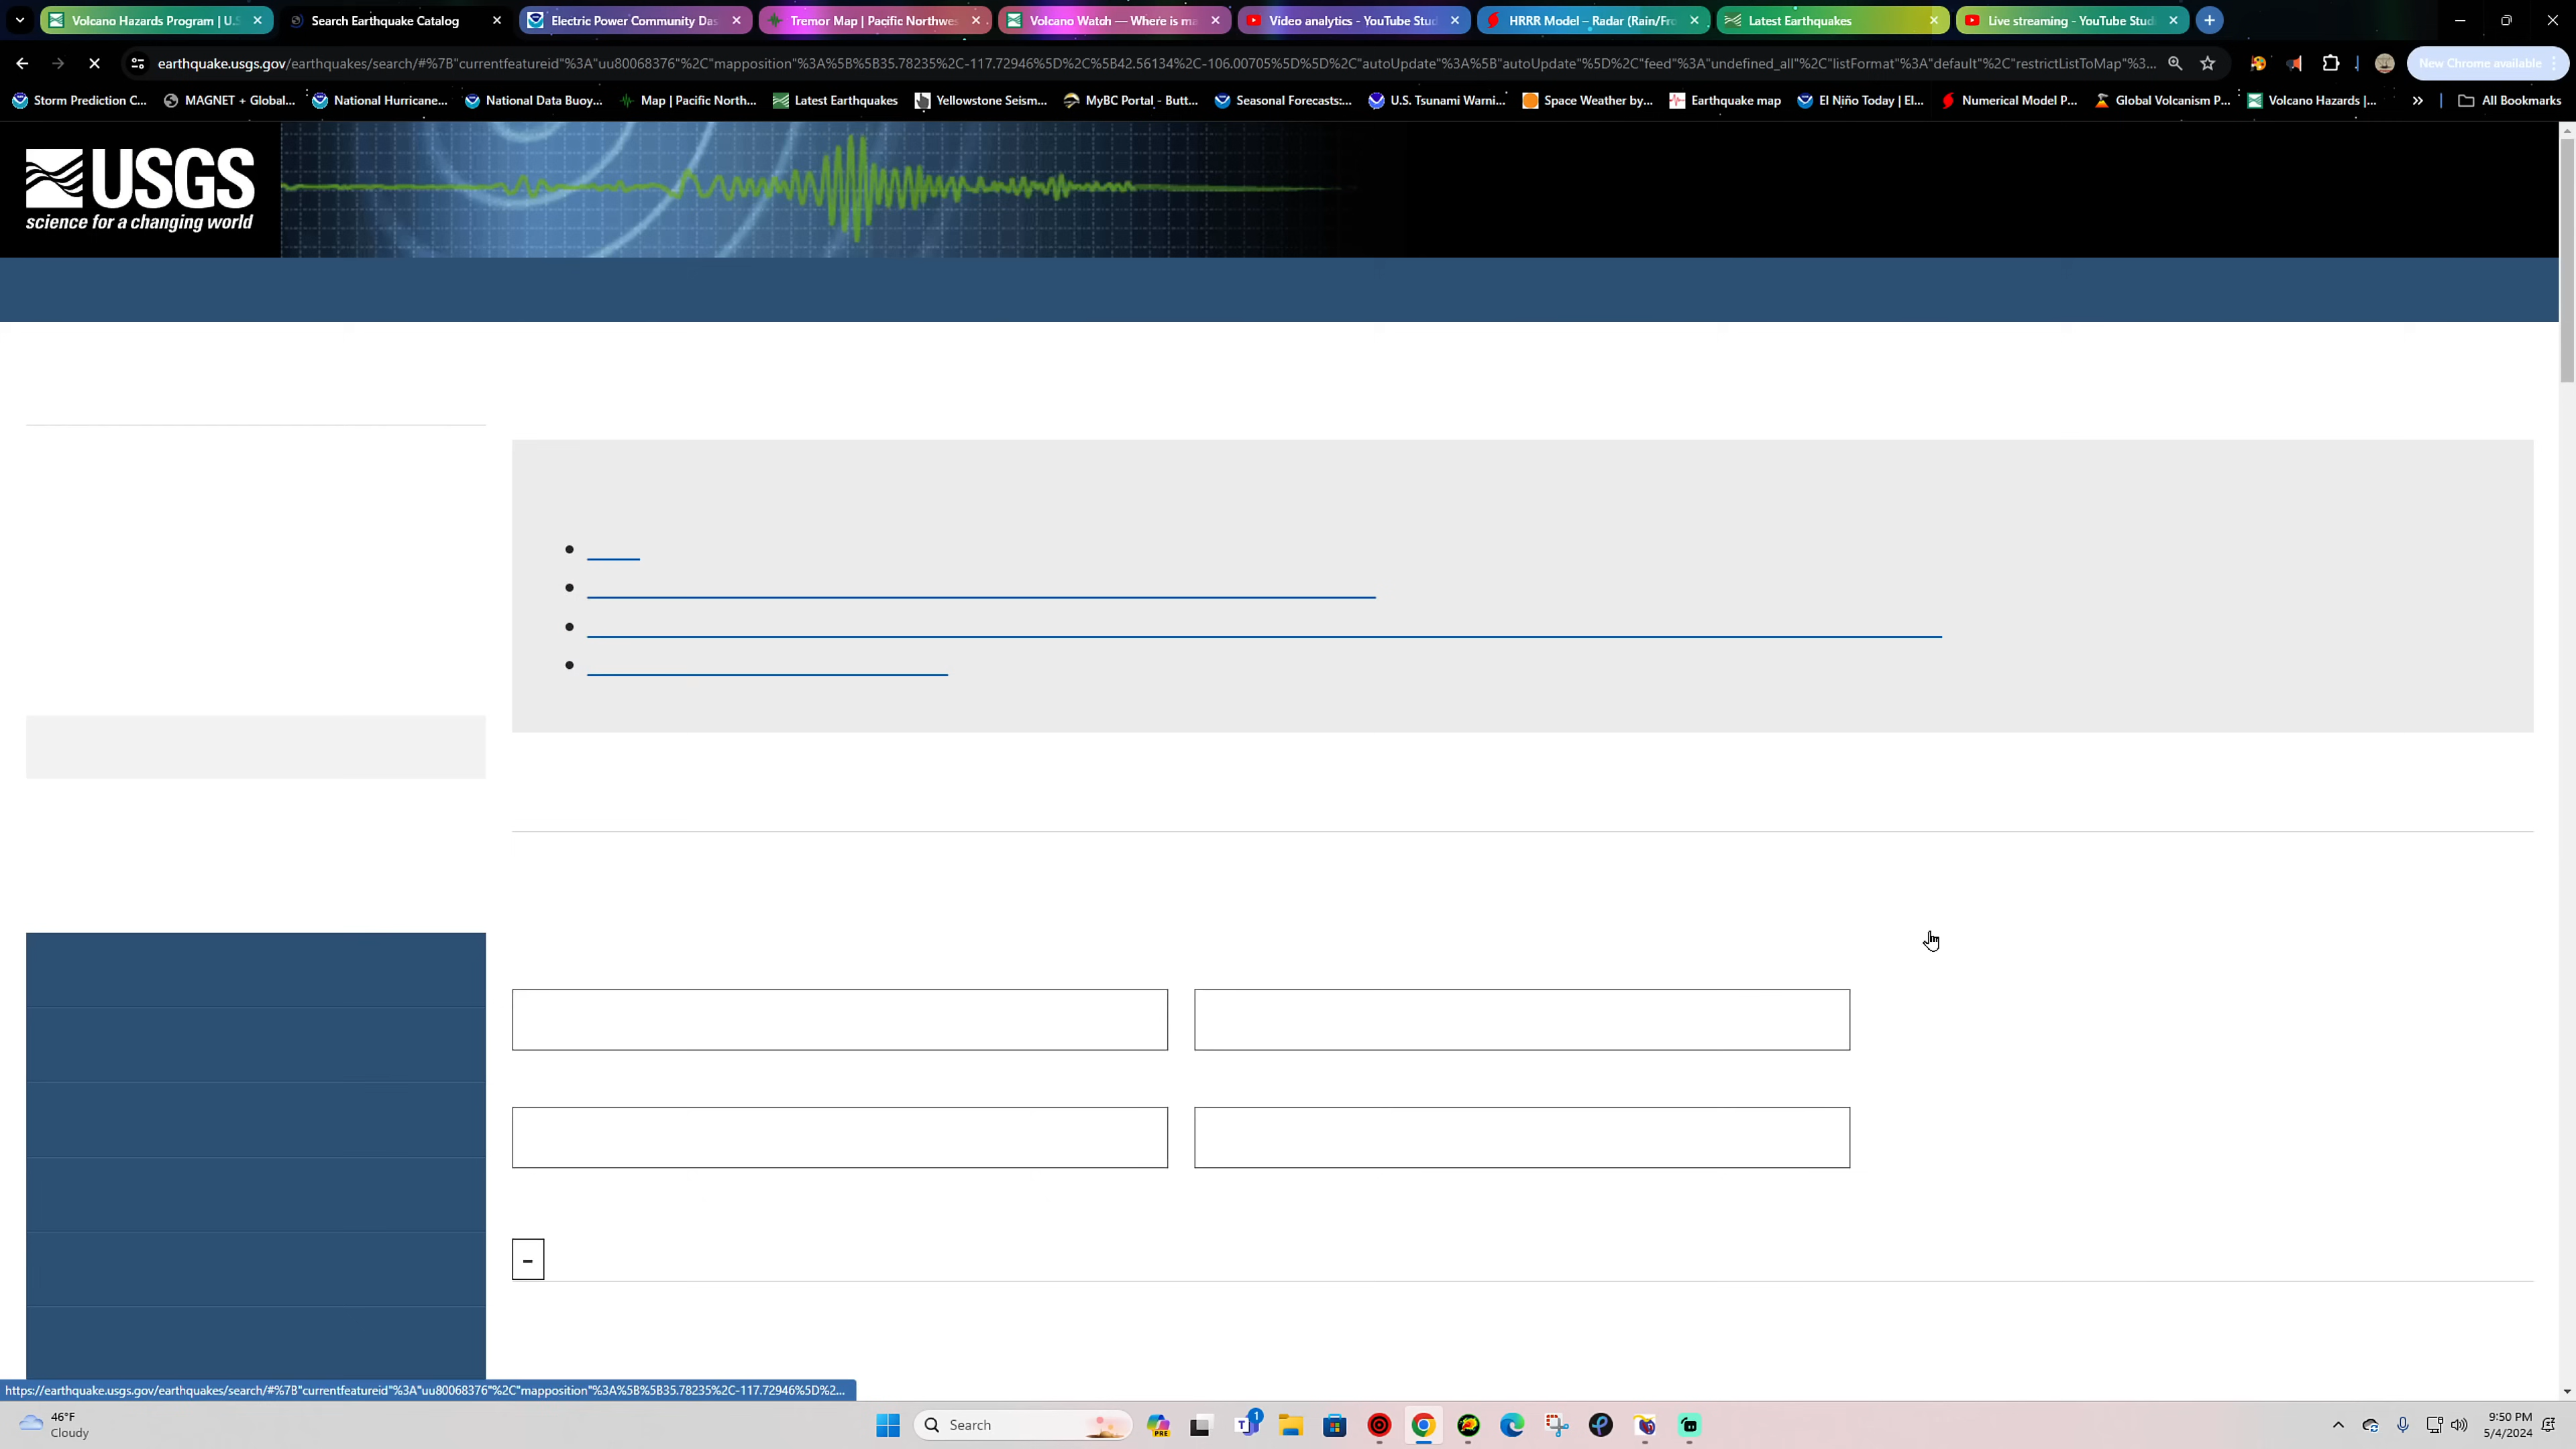 Volcano Hazards Program | U.S
Search Earthquake Catalog
Electric Power Community Das
Tremor Map | Pacific Northwes
Volcano Watch — Where is ma
Video analytics - YouTube Stud
HRRR Model – Radar (Rain/Fro
Latest Earthquakes
Live streaming - YouTube Stud
earthquake.usgs.gov/earthquakes/search/#%7B"currentfeatureid"%3A"uu80068376"%2C"mapposition"%3A%5B%5B35.78235%2C-117.72946%5D%2C%5B42.56134%2C-106.00705%5D%5D%2C"autoUpdate"%3A%5B"autoUpdate"%5D%2C"feed"%3A"undefined_all"%2C"listFormat"%3A"default"%2C"restrictListToMap"%3...
New Chrome available
Storm Prediction C...
MAGNET + Global...
National Hurricane...
National Data Buoy...
Map | Pacific North...
Latest Earthquakes
Yellowstone Seism...
MyBC Portal - Butt...
Seasonal Forecasts:...
U.S. Tsunami Warni...
Space Weather by...
Earthquake map
El Niño Today | El...
Numerical Model P...
Global Volcanism P...
Volcano Hazards |...
»
All Bookmarks
USGS
science for a changing world
https://earthquake.usgs.gov/earthquakes/search/#%7B"currentfeatureid"%3A"uu80068376"%2C"mapposition"%3A%5B%5B35.78235%2C-117.72946%5D%2...
46°F
Cloudy
Search
PRE
1
9:50 PM
5/4/2024